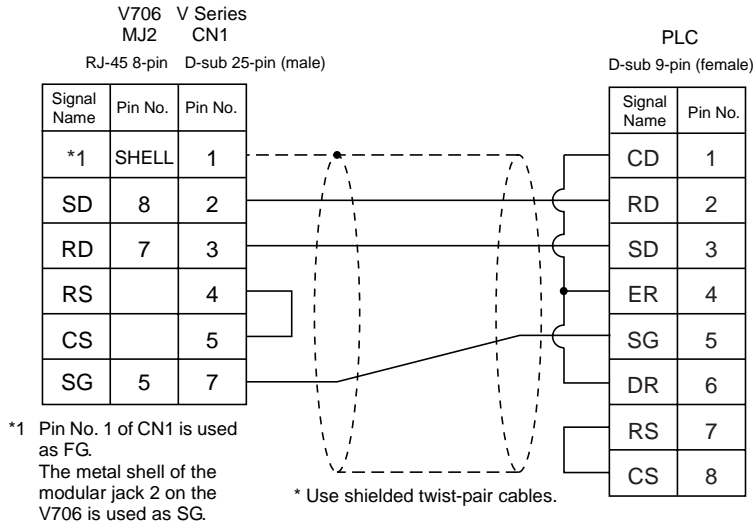 V706 V Series
MJ2 CN1
PLC
RJ-45 8-pin D-sub 25-pin (male)
D-sub 9-pin (female)
Signal Name Pin No. Pin No.
*1 SHELL 1
SD 8 2
RD 7 3
RS 4
CS 5
SG 5 7
Signal Name Pin No.
CD 1
RD 2
SD 3
ER 4
SG 5
DR 6
RS 7
CS 8
*1 Pin No. 1 of CN1 is used
as FG.
The metal shell of the
modular jack 2 on the
V706 is used as SG.
* Use shielded twist-pair cables.